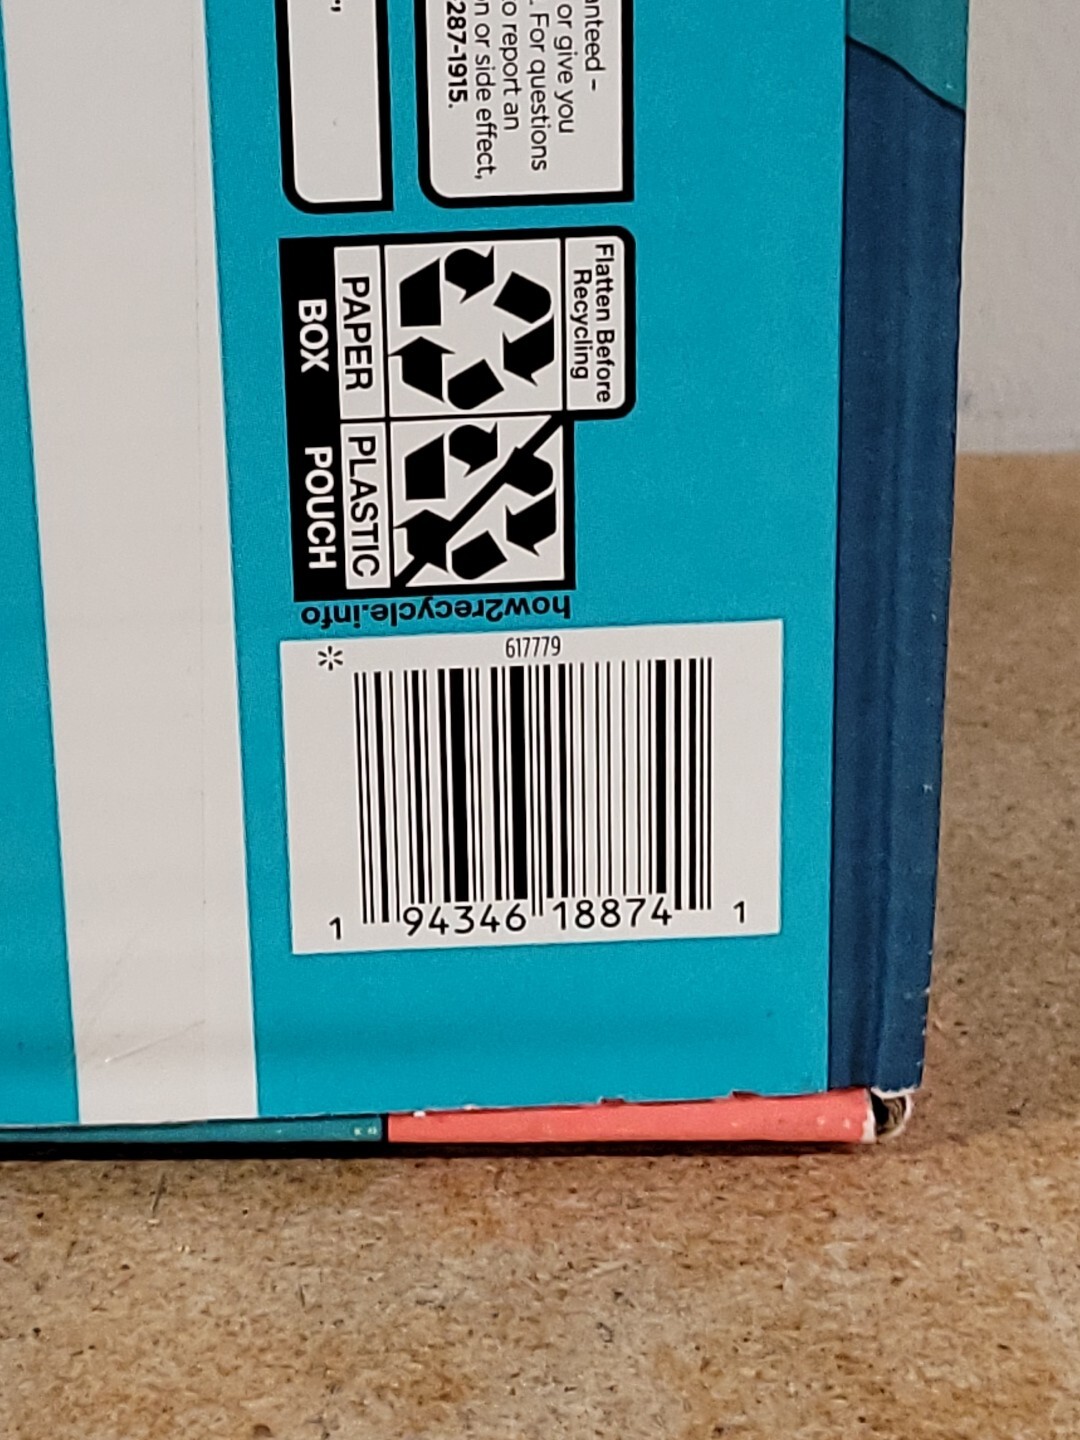 anteed –
or give you
. For questions
o report an
n or side effect,
287-1915.
Flatten Before
Recycling
PAPER
BOX
PLASTIC
POUCH
how2recycle.info
617779
1 94346 18874 1